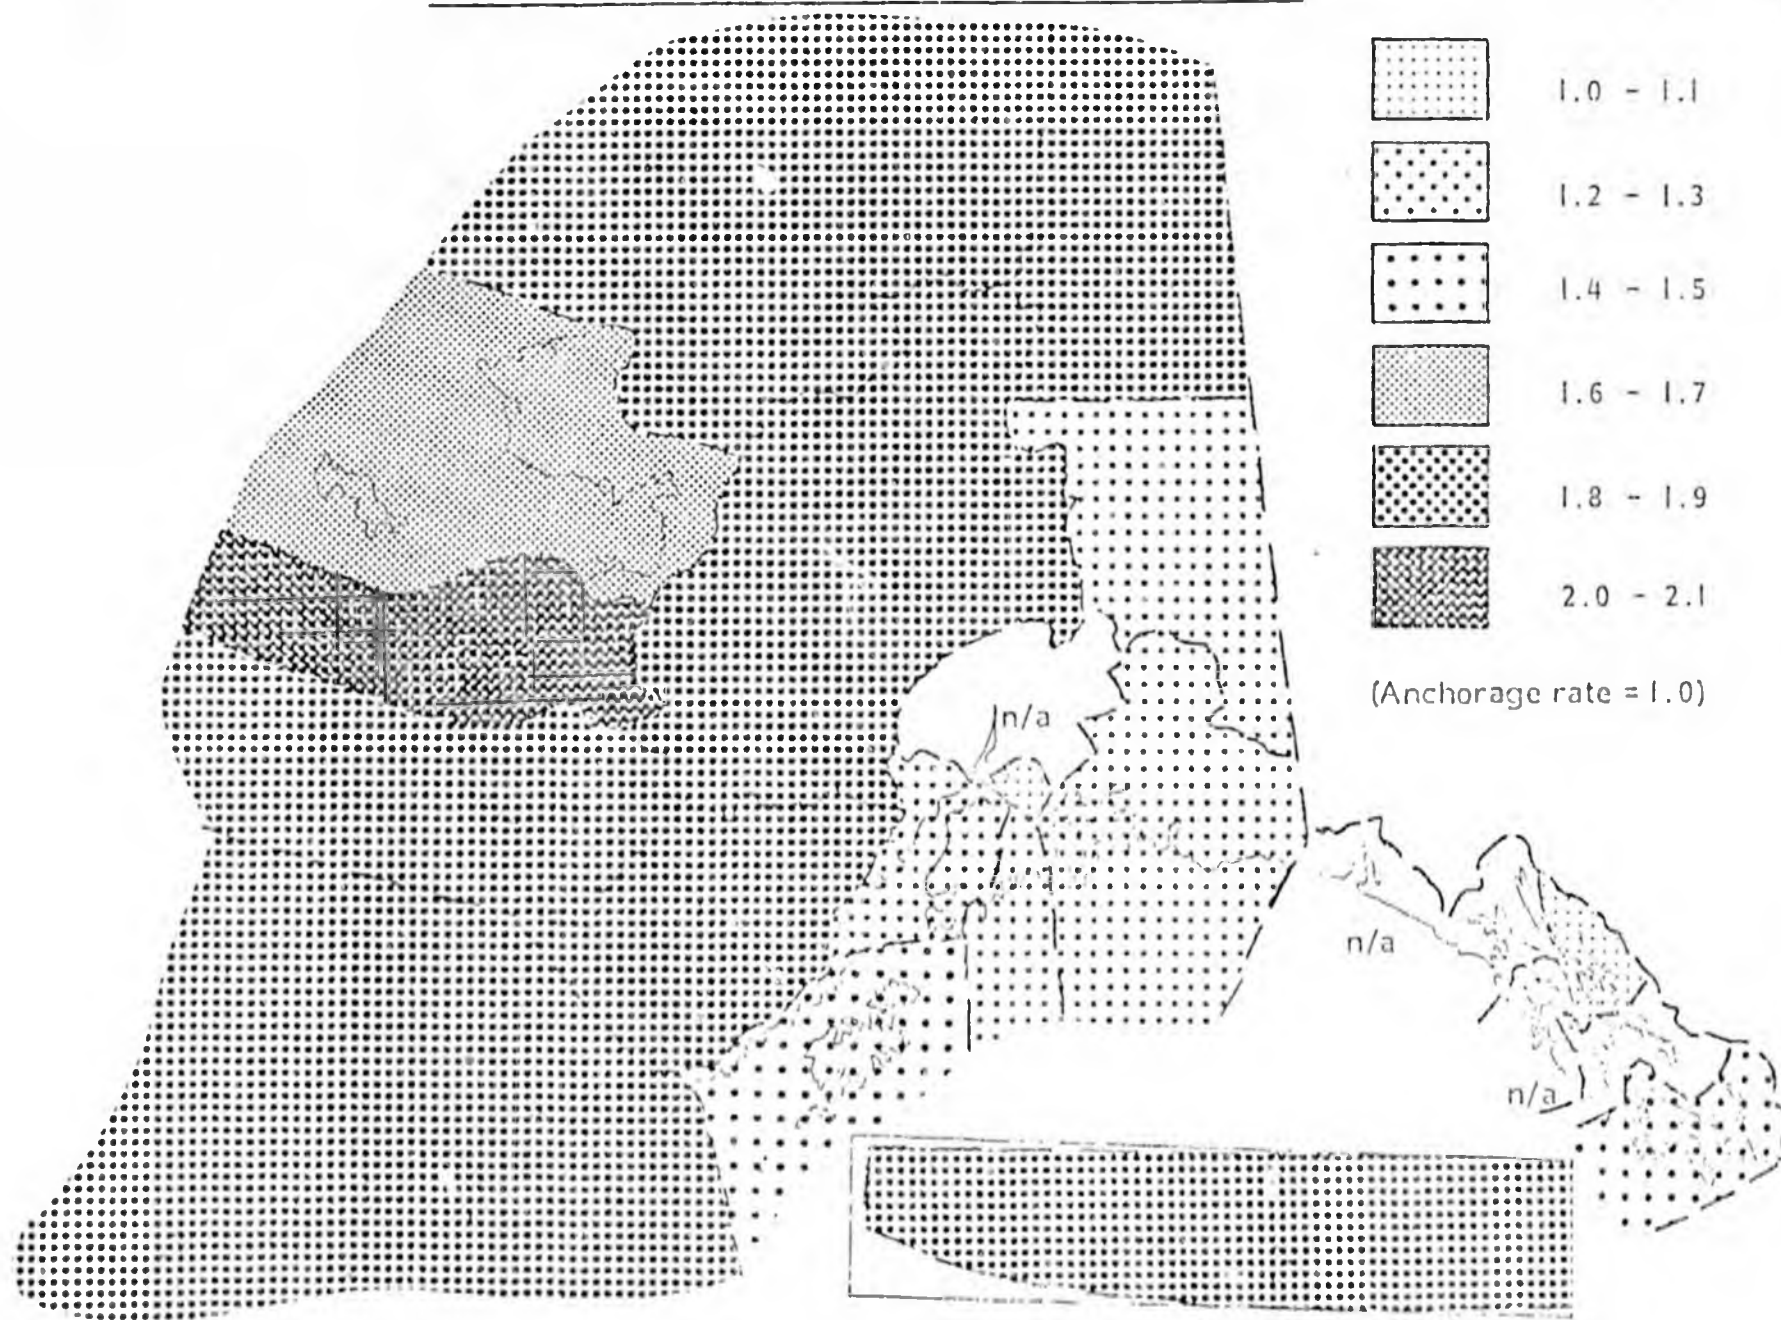 1.0 - 1.1
1.2 - 1.3
1.4 - 1.5
1.6 - 1.7
1.8 - 1.9
2.0 - 2.1
(Anchorage rate = 1.0)
n/a
n/a
n/a